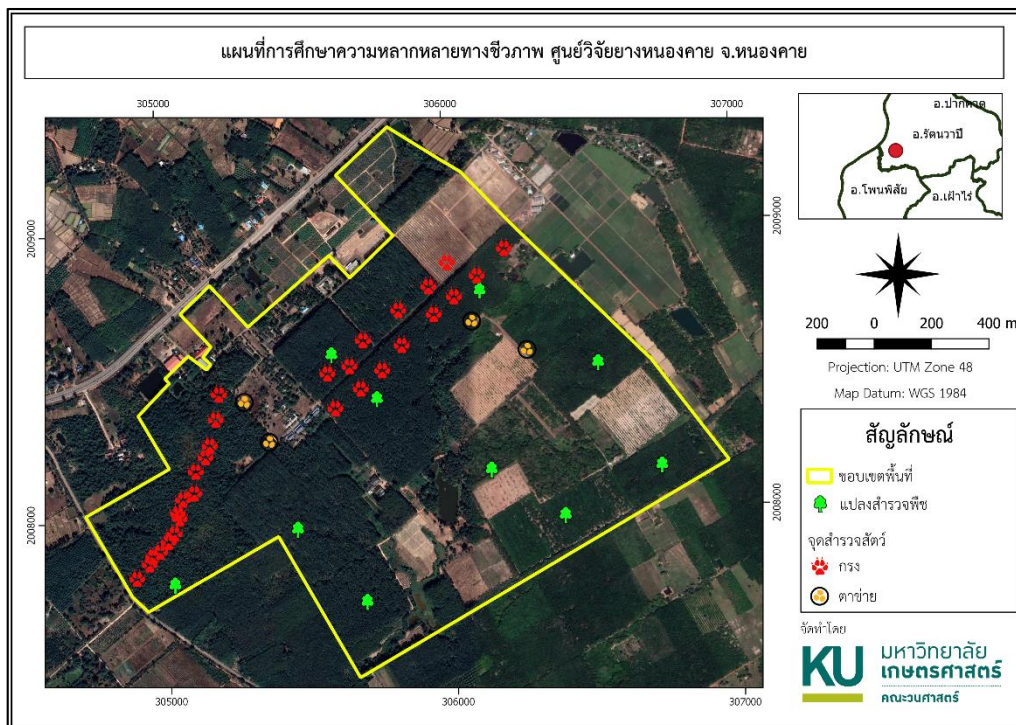 แผนที่การศึกษาความหลากหลายทางชีวภาพ ศูนย์วิจัยยางหนองคาย จ.หนองคาย
305000 306000 307000
2009000
2008000
2009000
2008000
305000 306000 307000
อ.ปากคาด
อ.รัตนวาปี
อ.โพนพิสัย
อ.เฝ้าไร่
200 0 200 400 m
Projection: UTM Zone 48
Map Datum: WGS 1984
สัญลักษณ์
ขอบเขตพื้นที่
แปลงสำรวจพืช
จุดสำรวจสัตว์
กรง
ตาข่าย
จัดทำโดย
KU มหาวิทยาลัย
เกษตรศาสตร์
คณะวนศาสตร์